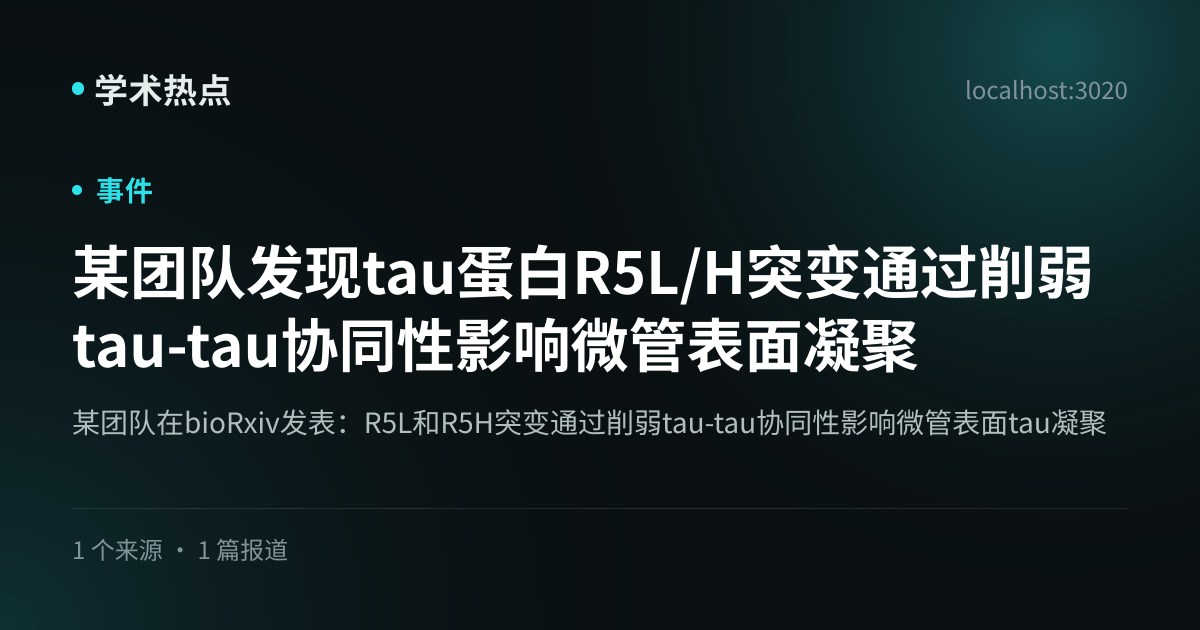 学术热点
localhost:3020
事件
某团队发现tau蛋白R5L/H突变通过削弱
tau-tau协同性影响微管表面凝聚
某团队在bioRxiv发表：R5L和R5H突变通过削弱tau-tau协同性影响微管表面tau凝聚
1 个来源 · 1 篇报道